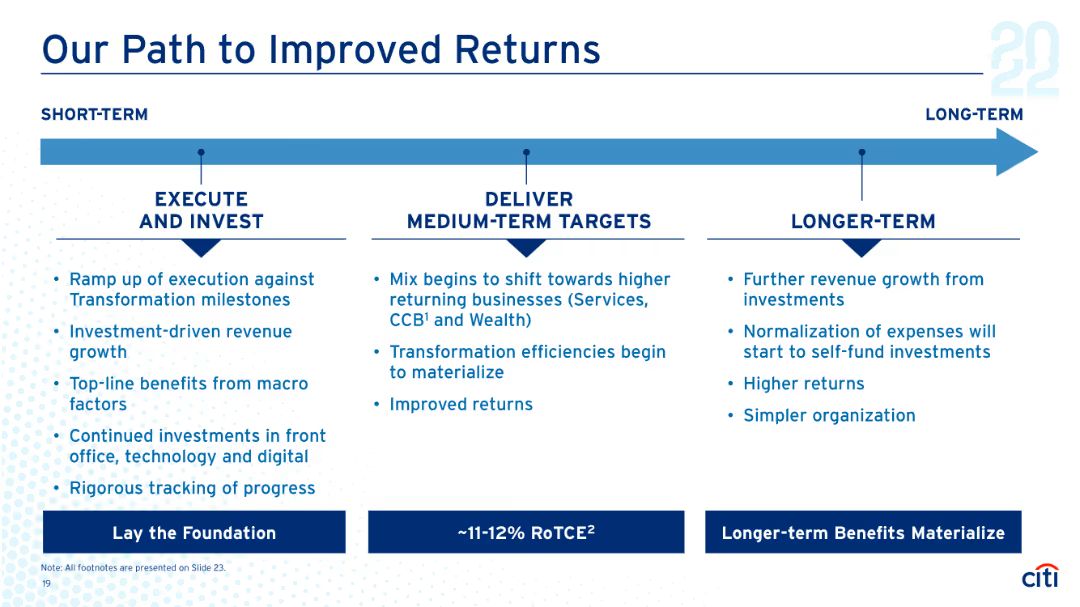 Our Path to Improved Returns
2022
SHORT-TERM
LONG-TERM
EXECUTE
AND INVEST
• Ramp up of execution against
Transformation milestones
• Investment-driven revenue
growth
• Top-line benefits from macro
factors
• Continued investments in front
office, technology and digital
• Rigorous tracking of progress
Lay the Foundation
DELIVER
MEDIUM-TERM TARGETS
• Mix begins to shift towards higher
returning businesses (Services,
CCB¹ and Wealth)
• Transformation efficiencies begin
to materialize
• Improved returns
~11-12% RoTCE²
LONGER-TERM
• Further revenue growth from
investments
• Normalization of expenses will
start to self-fund investments
• Higher returns
• Simpler organization
Longer-term Benefits Materialize
Note: All footnotes are presented on Slide 23.
19
citi